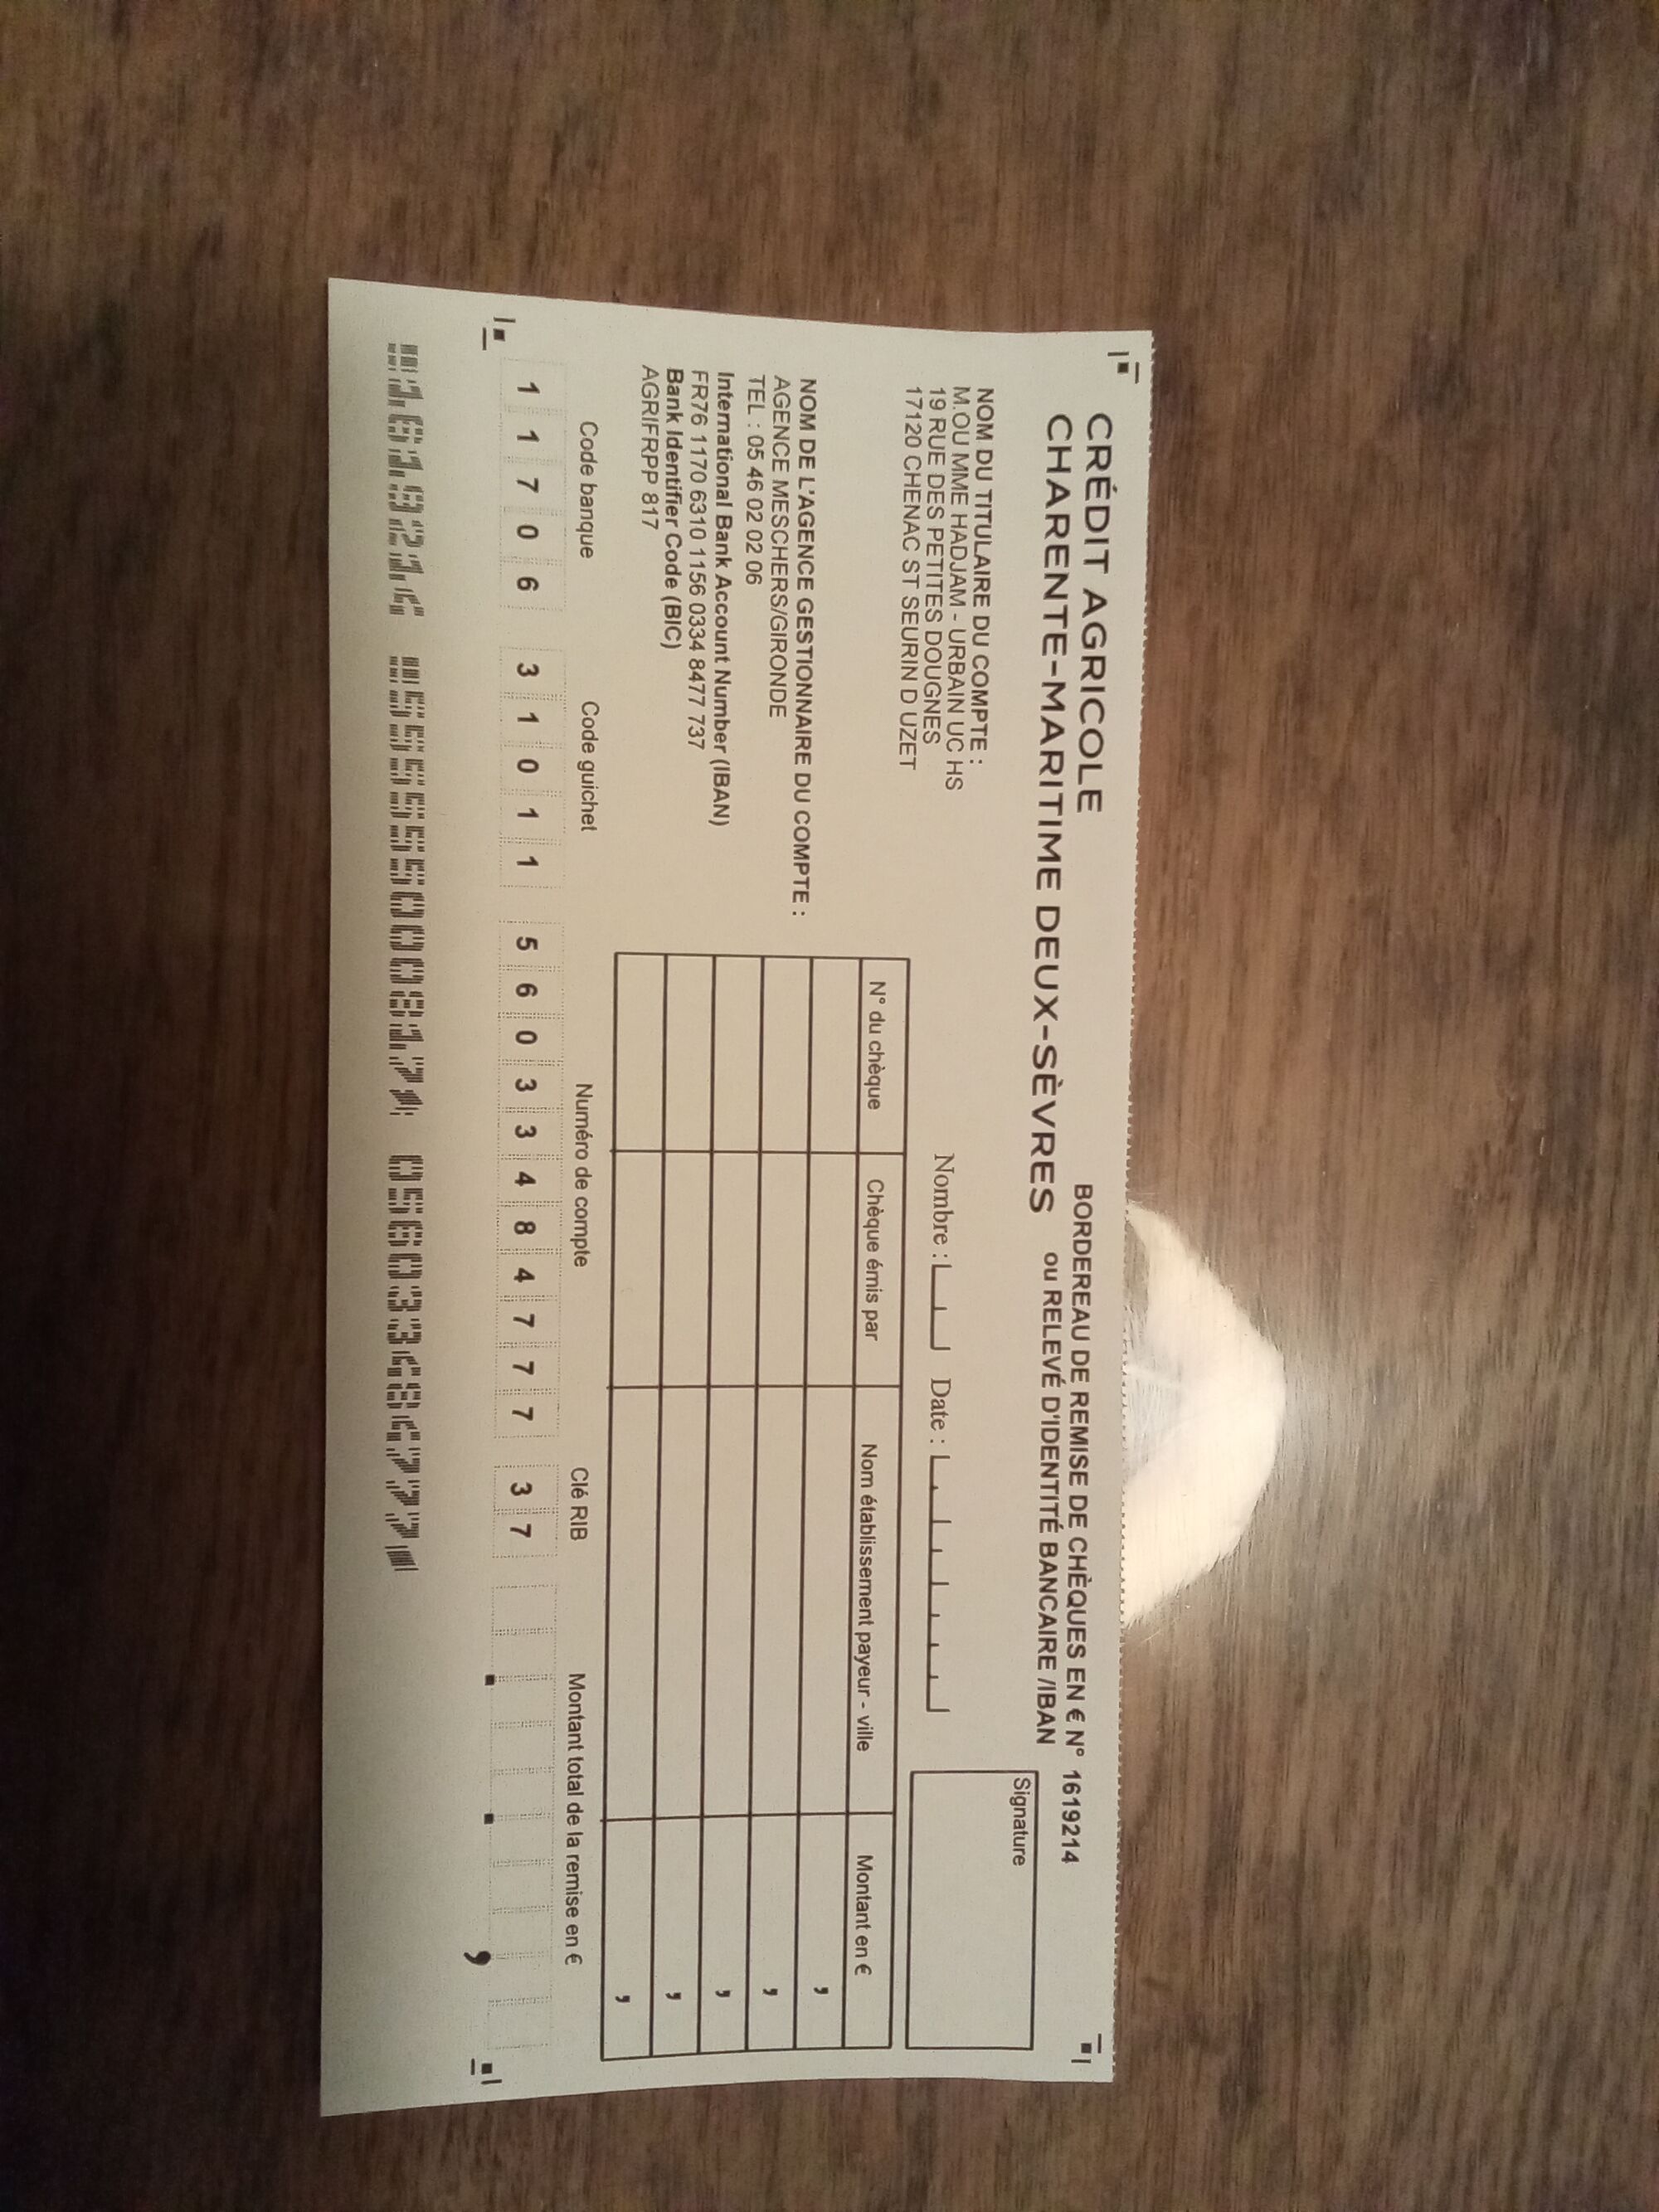 CRÉDIT AGRICOLE
CHARENTE-MARITIME DEUX-SÈVRES
BORDEREAU DE REMISE DE CHÈQUES EN € N° 1619214
ou RELEVÉ D'IDENTITÉ BANCAIRE /IBAN
NOM DU TITULAIRE DU COMPTE :
M.OU MME HADJAM - URBAIN UC HS
19 RUE DES PETITES DOUGNES
17120 CHENAC ST SEURIN D UZET
Nombre : Date :
Signature
NOM DE L'AGENCE GESTIONNAIRE DU COMPTE :
AGENCE MESCHERS/GIRONDE
TEL : 05 46 02 02 06
International Bank Account Number (IBAN)
FR76 1170 6310 1156 0334 8477 737
Bank Identifier Code (BIC)
AGRIFRPP 817
N° du chèque Chèque émis par Nom établissement payeur - ville Montant en €
,
,
,
,
,
Code banque Code guichet Numéro de compte Clé RIB Montant total de la remise en €
1 1 7 0 6 3 1 0 1 1 5 6 0 3 3 4 8 4 7 7 7 3 7 ,